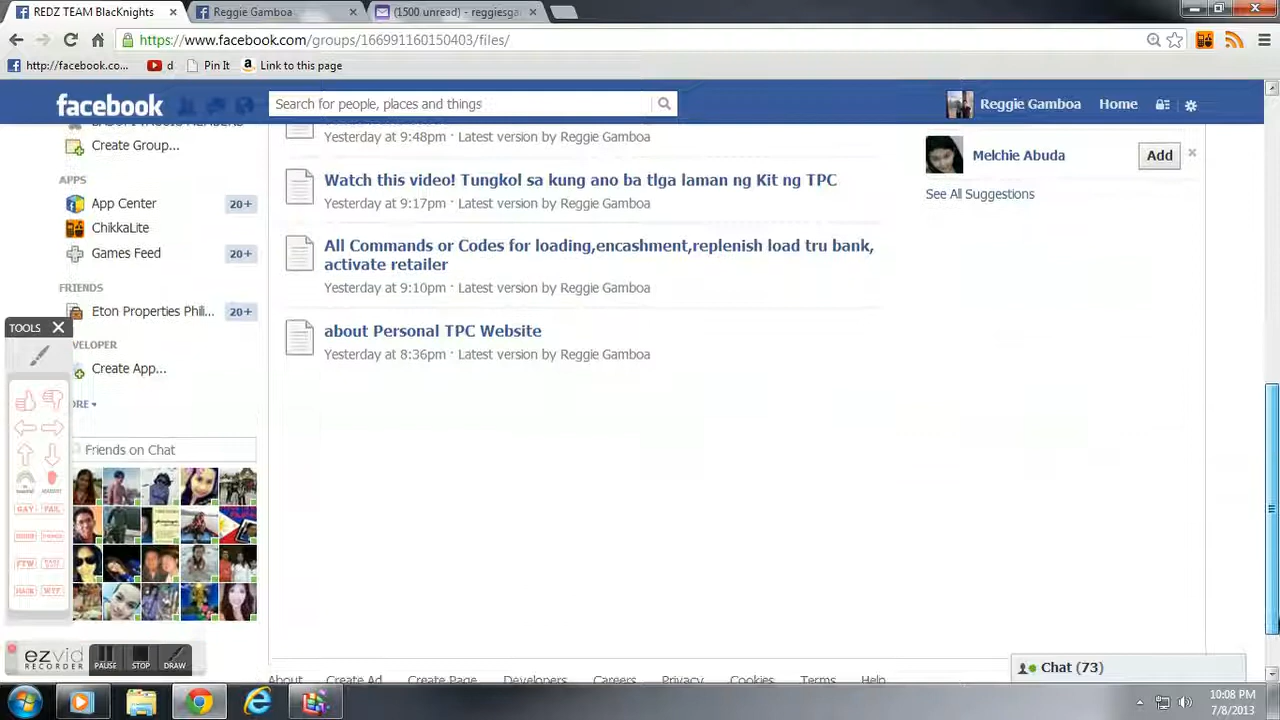 REDZ TEAM BlacKnights
Reggie Gamboa
(1500 unread) - reggiesga
https://www.facebook.com/groups/166991160150403/files/
http://facebook.co...
d
Pin It
Link to this page
facebook
Search for people, places and things
Reggie Gamboa
Home
Create Group...
APPS
App Center
20+
ChikkaLite
Games Feed
20+
FRIENDS
Eton Properties Phili...
20+
TOOLS
VELOPER
Create App...
ORE
Friends on Chat
Yesterday at 9:48pm · Latest version by Reggie Gamboa
Watch this video! Tungkol sa kung ano ba tlga laman ng Kit ng TPC
Yesterday at 9:17pm · Latest version by Reggie Gamboa
All Commands or Codes for loading,encashment,replenish load tru bank,
activate retailer
Yesterday at 9:10pm · Latest version by Reggie Gamboa
about Personal TPC Website
Yesterday at 8:36pm · Latest version by Reggie Gamboa
Melchie Abuda
Add
See All Suggestions
GAY FAIL
FTW
HACK WTF
ezvid
RECORDER
PAUSE
STOP
DRAW
About Create Ad Create Page Developers Careers Privacy Cookies Terms Help
Chat (73)
10:08 PM
7/8/2013